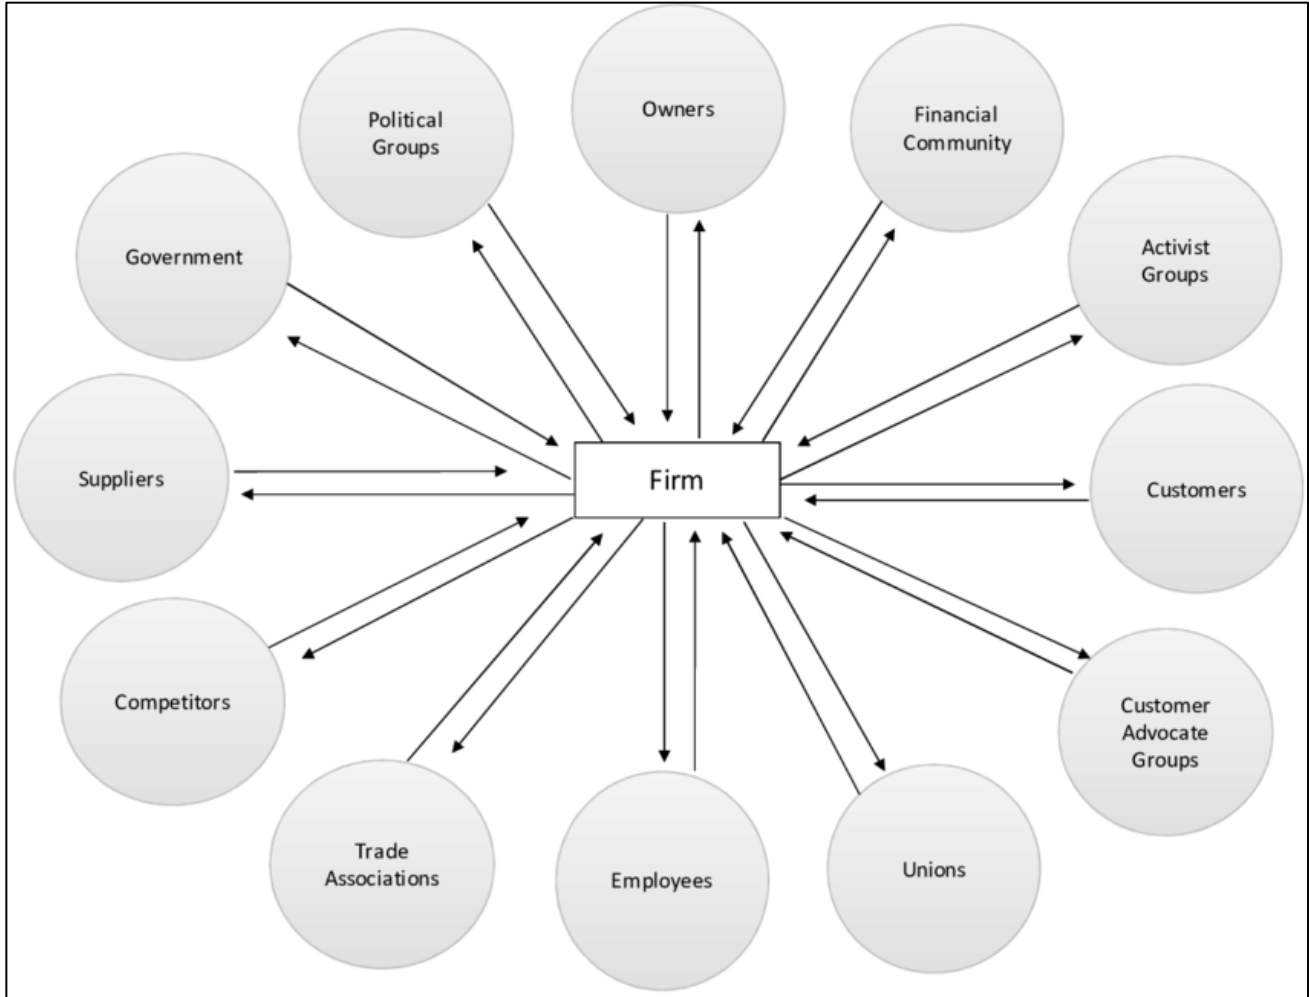 Owners
Financial
Community
Political
Groups
Activist
Groups
Government
Suppliers
Firm
Customers
Competitors
Customer
Advocate
Groups
Trade
Associations
Employees
Unions